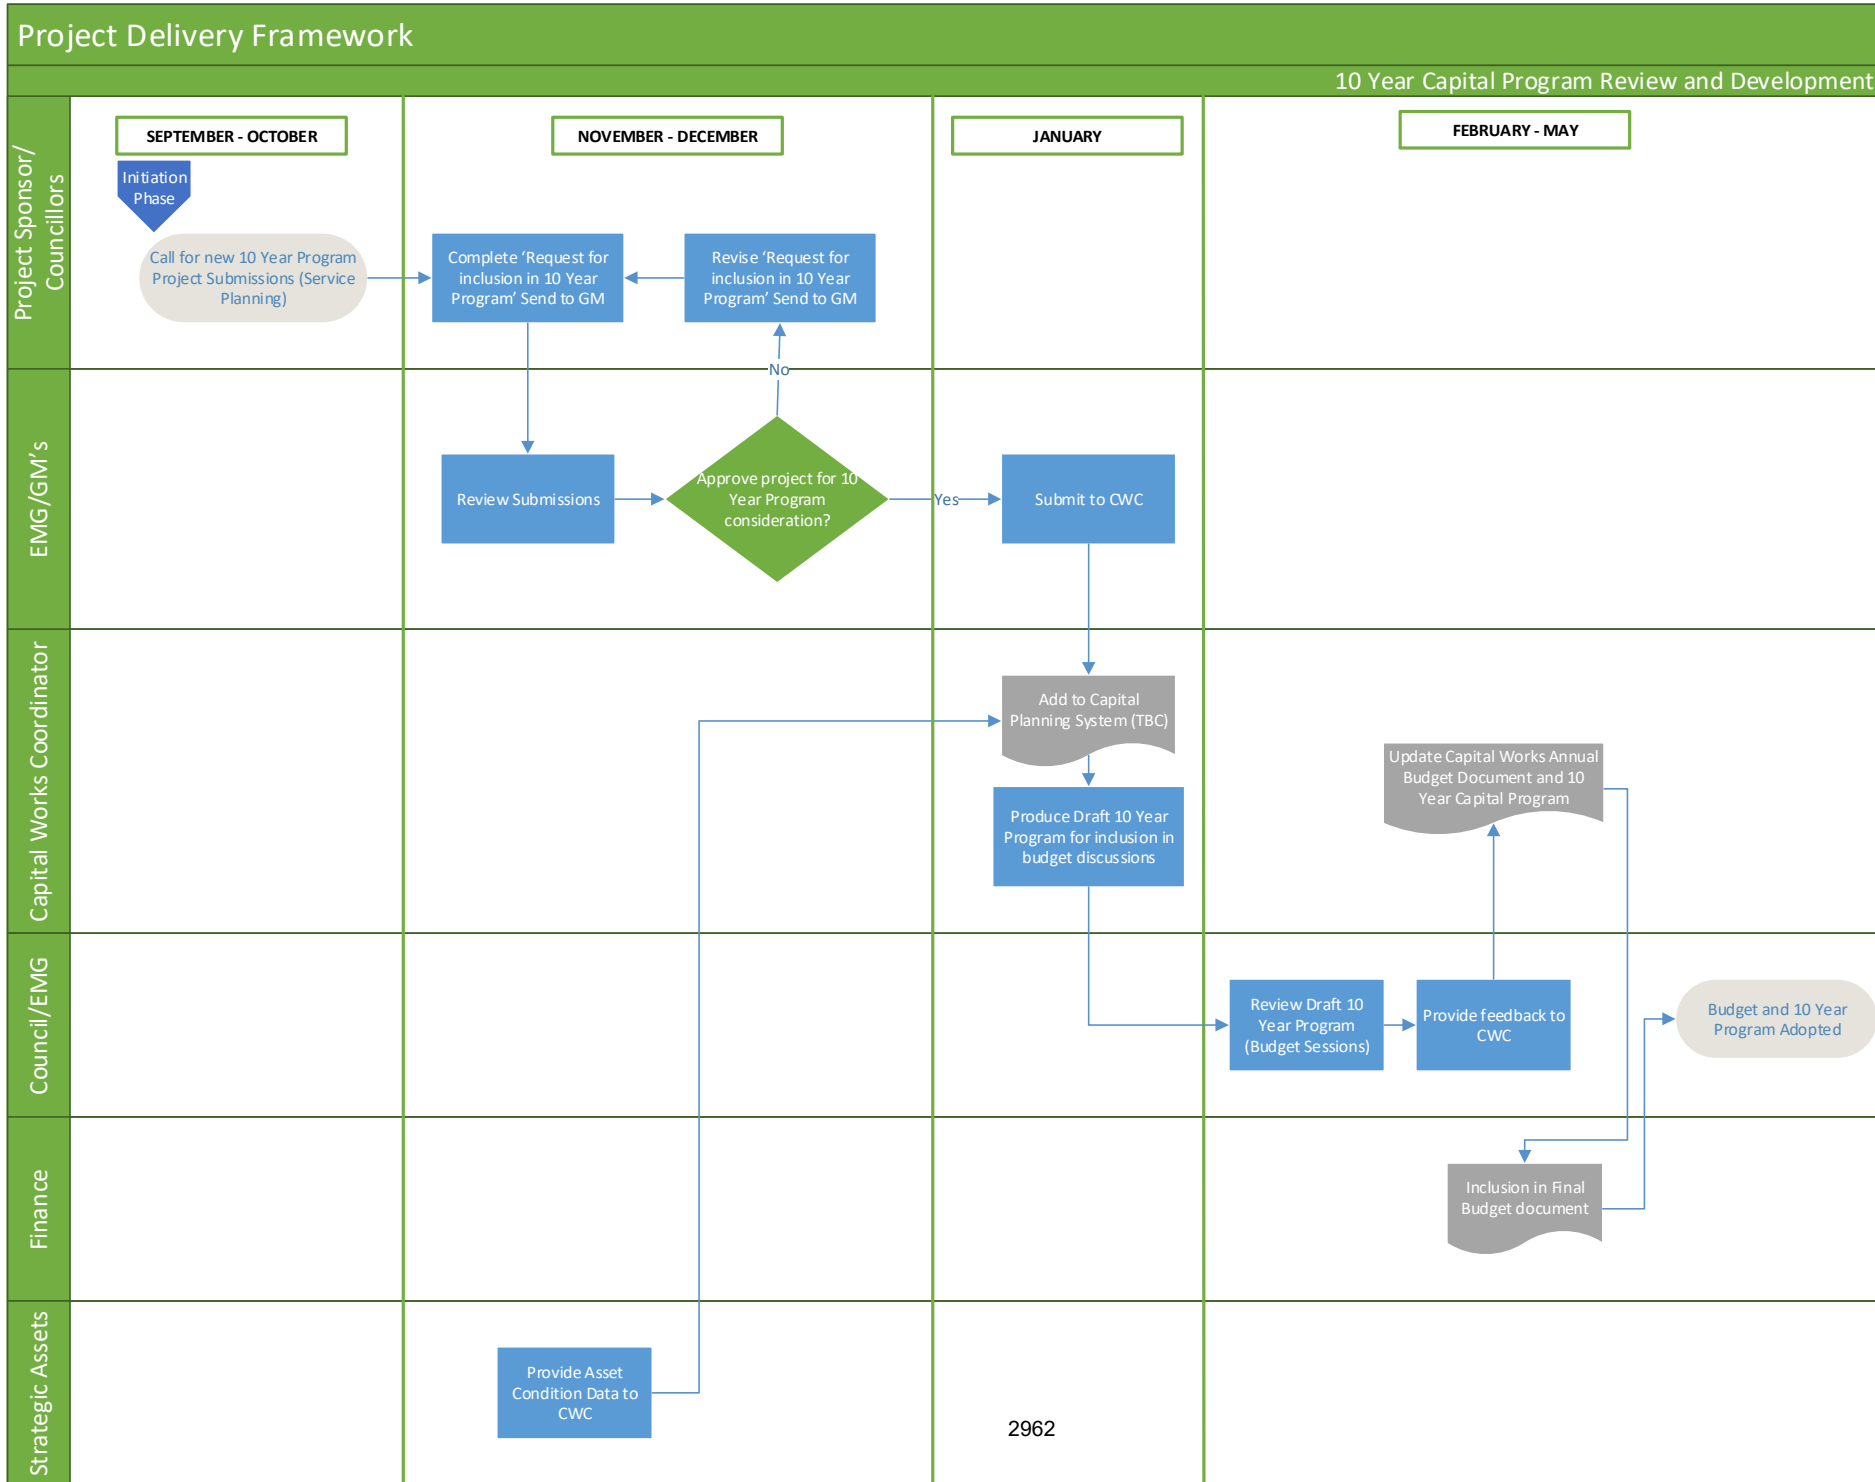 Project Delivery Framework
10 Year Capital Program Review and Development
Project Sponsor/
Councillors
SEPTEMBER - OCTOBER
NOVEMBER - DECEMBER
JANUARY
FEBRUARY - MAY
Initiation
Phase
Call for new 10 Year Program
Project Submissions (Service
Planning)
Complete ‘Request for
inclusion in 10 Year
Program’ Send to GM
Revise ‘Request for
inclusion in 10 Year
Program’ Send to GM
No
EMG/GM’s
Review Submissions
Approve project for 10
Year Program
consideration?
Yes
Submit to CWC
Capital Works Coordinator
Add to Capital
Planning System (TBC)
Produce Draft 10 Year
Program for inclusion in
budget discussions
Update Capital Works Annual
Budget Document and 10
Year Capital Program
Council/EMG
Review Draft 10
Year Program
(Budget Sessions)
Provide feedback to
CWC
Budget and 10 Year
Program Adopted
Finance
Inclusion in Final
Budget document
Strategic Assets
Provide Asset
Condition Data to
CWC
2962